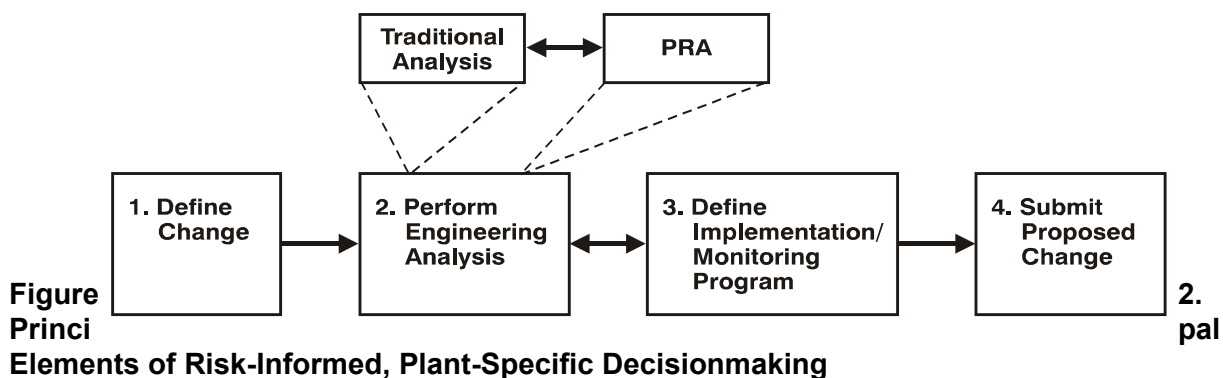 Traditional
Analysis
PRA
1. Define
Change
2. Perform
Engineering
Analysis
3. Define
Implementation/
Monitoring
Program
4. Submit
Proposed
Change
Figure 2.
Princi pal
Elements of Risk-Informed, Plant-Specific Decisionmaking